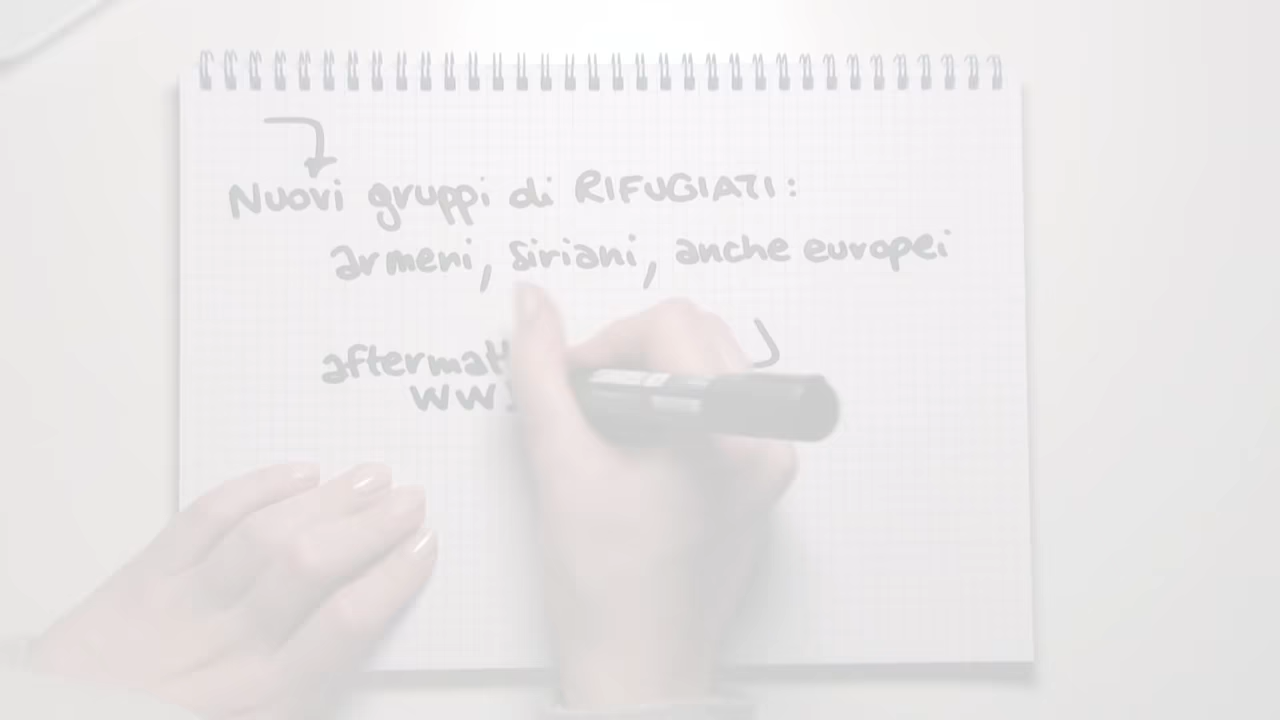 Nuovi gruppi di RIFUGIATI:
armeni, siriani, anche europei